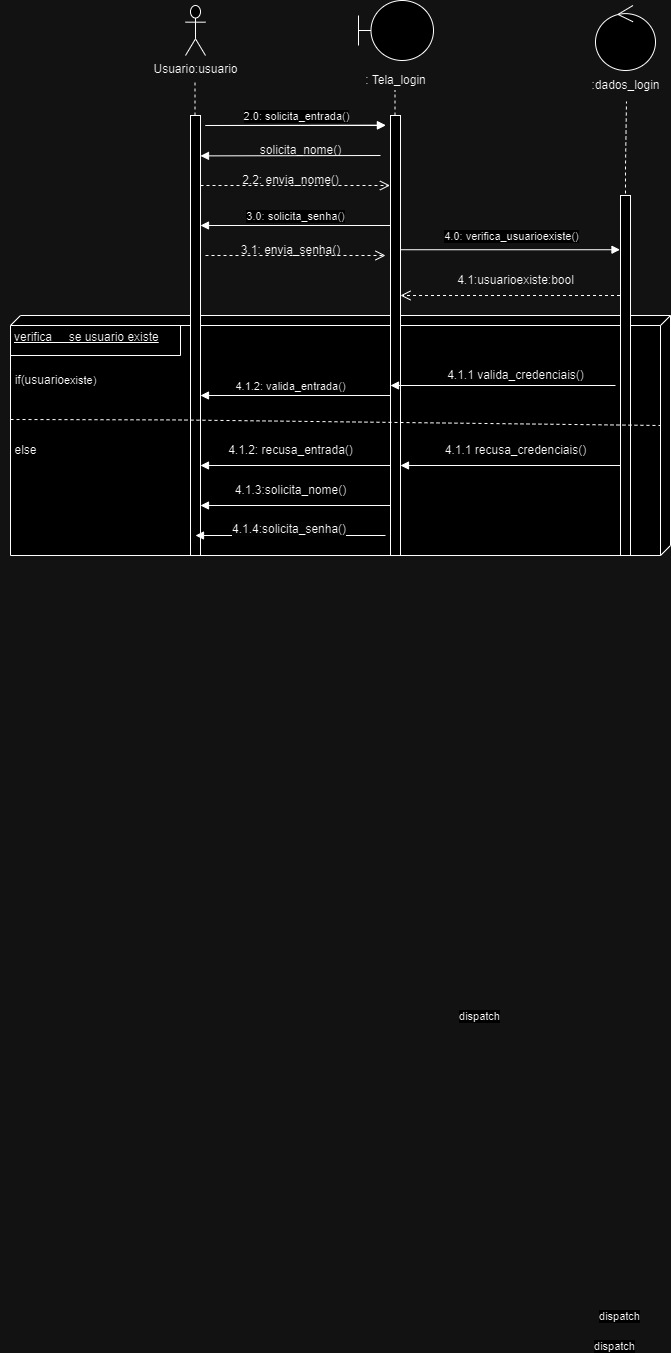 Usuario:usuario
: Tela_login
:dados_login
2.0: solicita_entrada()
solicita_nome()
2.2: envia_nome()
3.0: solicita_senha()
4.0: verifica_usuarioexiste()
3.1: envia_senha()
4.1:usuarioexiste:bool
verifica se usuario existe
if(usuarioexiste)
4.1.2: valida_entrada()
4.1.1 valida_credenciais()
else
4.1.2: recusa_entrada()
4.1.1 recusa_credenciais()
4.1.3:solicita_nome()
4.1.4:solicita_senha()
dispatch
dispatch
dispatch